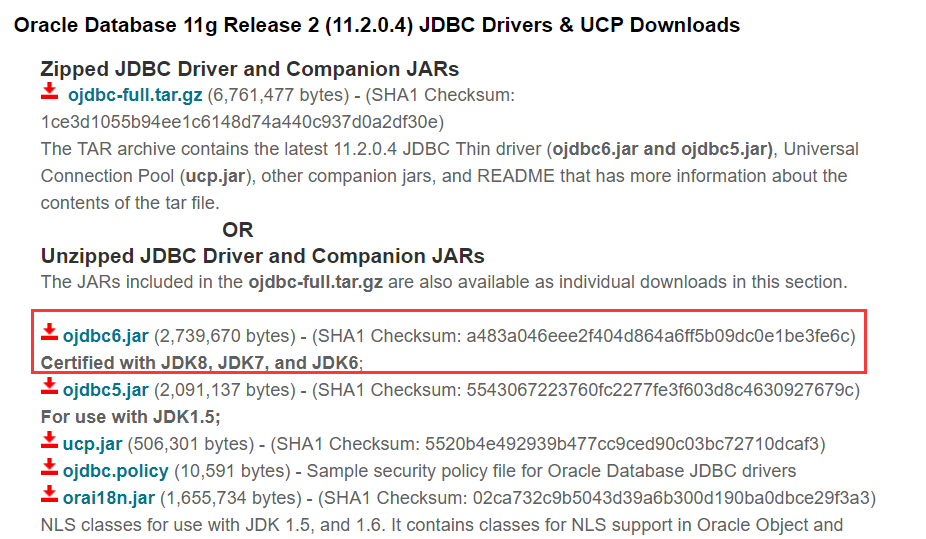 Oracle Database 11g Release 2 (11.2.0.4) JDBC Drivers & UCP Downloads
Zipped JDBC Driver and Companion JARs
ojdbc-full.tar.gz (6,761,477 bytes) - (SHA1 Checksum:
1ce3d1055b94ee1c6148d74a440c937d0a2df30e)
The TAR archive contains the latest 11.2.0.4 JDBC Thin driver (ojdbc6.jar and ojdbc5.jar), Universal
Connection Pool (ucp.jar), other companion jars, and README that has more information about the
contents of the tar file.
OR
Unzipped JDBC Driver and Companion JARs
The JARs included in the ojdbc-full.tar.gz are also available as individual downloads in this section.
ojdbc6.jar (2,739,670 bytes) - (SHA1 Checksum: a483a046eee2f404d864a6ff5b09dc0e1be3fe6c)
Certified with JDK8, JDK7, and JDK6;
ojdbc5.jar (2,091,137 bytes) - (SHA1 Checksum: 5543067223760fc2277fe3f603d8c4630927679c)
For use with JDK1.5;
ucp.jar (506,301 bytes) - (SHA1 Checksum: 5520b4e492939b477cc9ced90c03bc72710dcaf3)
ojdbc.policy (10,591 bytes) - Sample security policy file for Oracle Database JDBC drivers
orai18n.jar (1,655,734 bytes) - (SHA1 Checksum: 02ca732c9b5043d39a6b300d190ba0dbce29f3a3)
NLS classes for use with JDK 1.5, and 1.6. It contains classes for NLS support in Oracle Object and